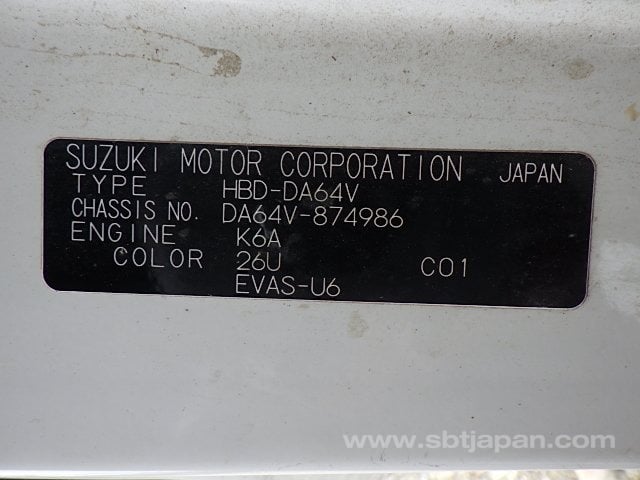 SUZUKI MOTOR CORPORATION JAPAN
TYPE HBD-DA64V
CHASSIS NO. DA64V-874986
ENGINE K6A
COLOR 26U C01
EVAS-U6
www.sbtjapan.com